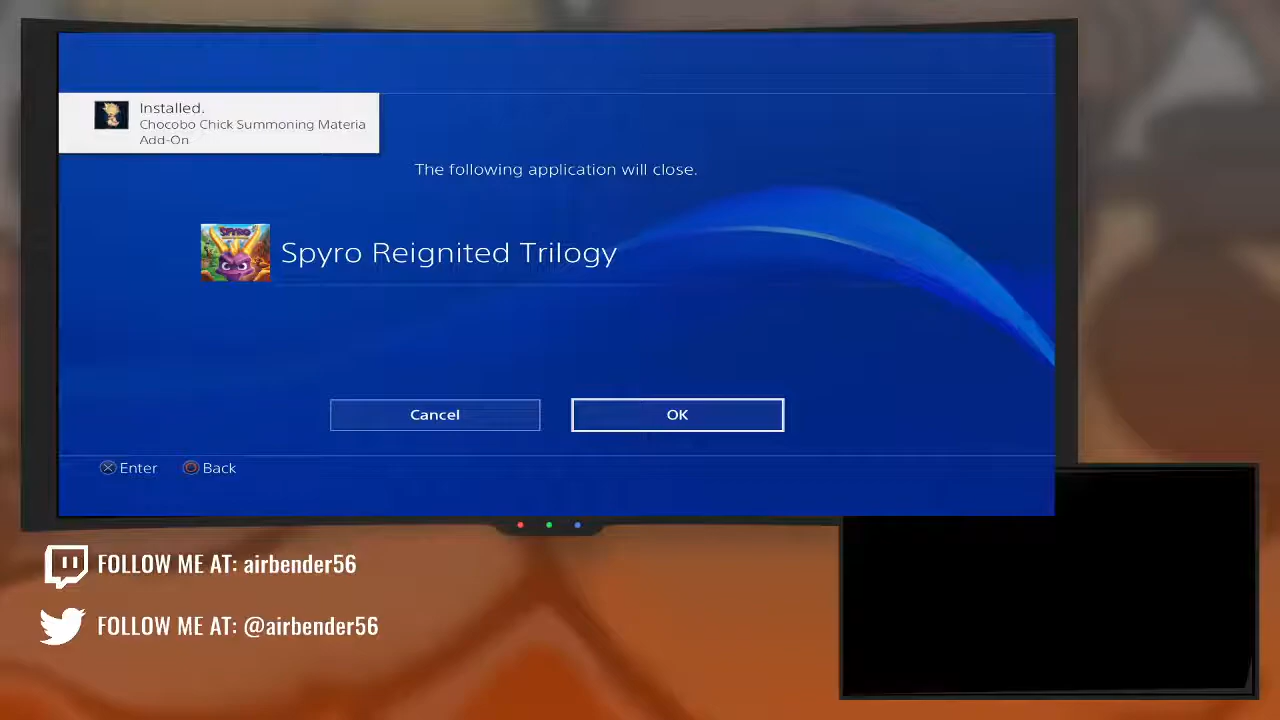 Installed.
Chocobo Chick Summoning Materia
Add-On
The following application will close.
SPYRO
Spyro Reignited Trilogy
Cancel
OK
Enter
Back
FOLLOW ME AT: airbender56
FOLLOW ME AT: @airbender56